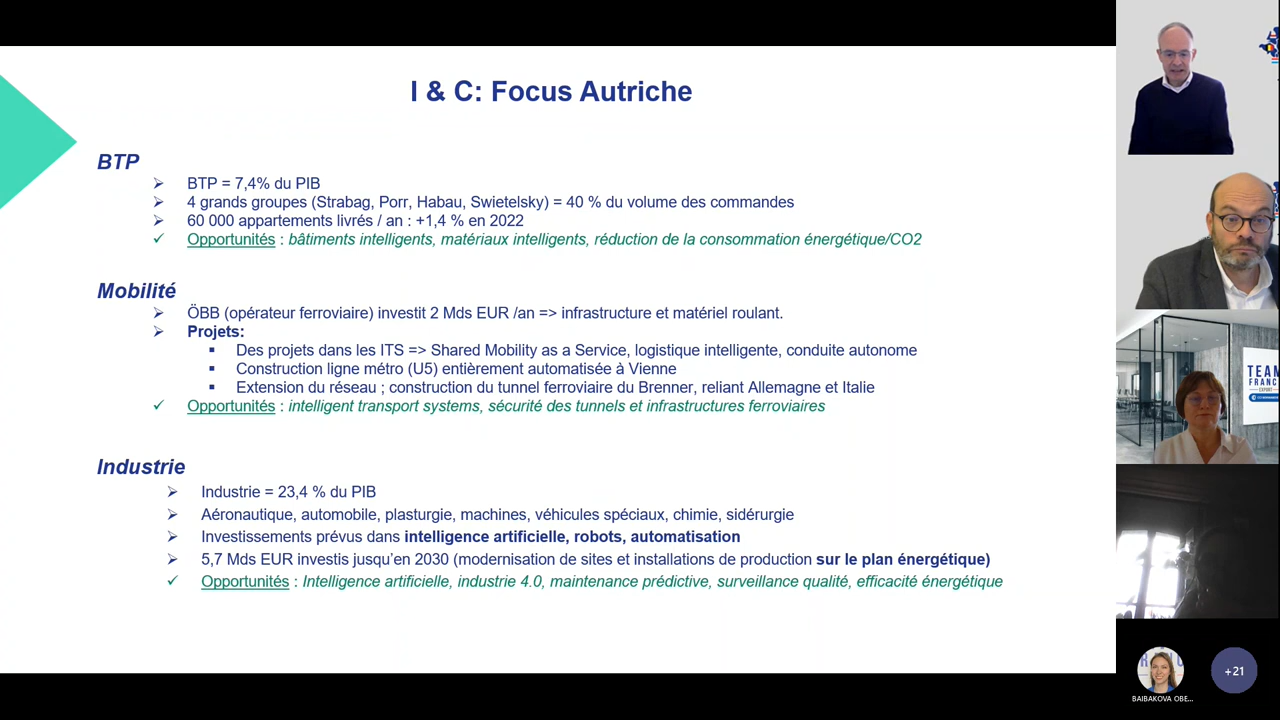 I & C: Focus Autriche
BTP
BTP = 7,4% du PIB
4 grands groupes (Strabag, Porr, Habau, Swietelsky) = 40 % du volume des commandes
60 000 appartements livrés / an : +1,4 % en 2022
Opportunités : bâtiments intelligents, matériaux intelligents, réduction de la consommation énergétique/CO2
Mobilité
ÖBB (opérateur ferroviaire) investit 2 Mds EUR /an => infrastructure et matériel roulant.
Projets:
Des projets dans les ITS => Shared Mobility as a Service, logistique intelligente, conduite autonome
Construction ligne métro (U5) entièrement automatisée à Vienne
Extension du réseau ; construction du tunnel ferroviaire du Brenner, reliant Allemagne et Italie
Opportunités : intelligent transport systems, sécurité des tunnels et infrastructures ferroviaires
Industrie
Industrie = 23,4 % du PIB
Aéronautique, automobile, plasturgie, machines, véhicules spéciaux, chimie, sidérurgie
Investissements prévus dans intelligence artificielle, robots, automatisation
5,7 Mds EUR investis jusqu'en 2030 (modernisation de sites et installations de production sur le plan énergétique)
Opportunités : Intelligence artificielle, industrie 4.0, maintenance prédictive, surveillance qualité, efficacité énergétique
TEAM
FRANC
EXPORT
BAIBAKOVA OBE...
+21